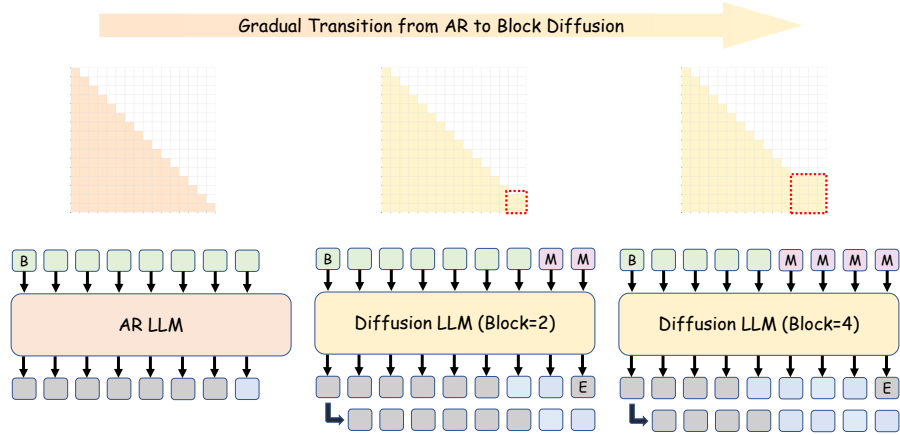 Gradual Transition from AR to Block Diffusion
B
B M M
B M M M M
AR LLM
Diffusion LLM (Block=2)
Diffusion LLM (Block=4)
E
E